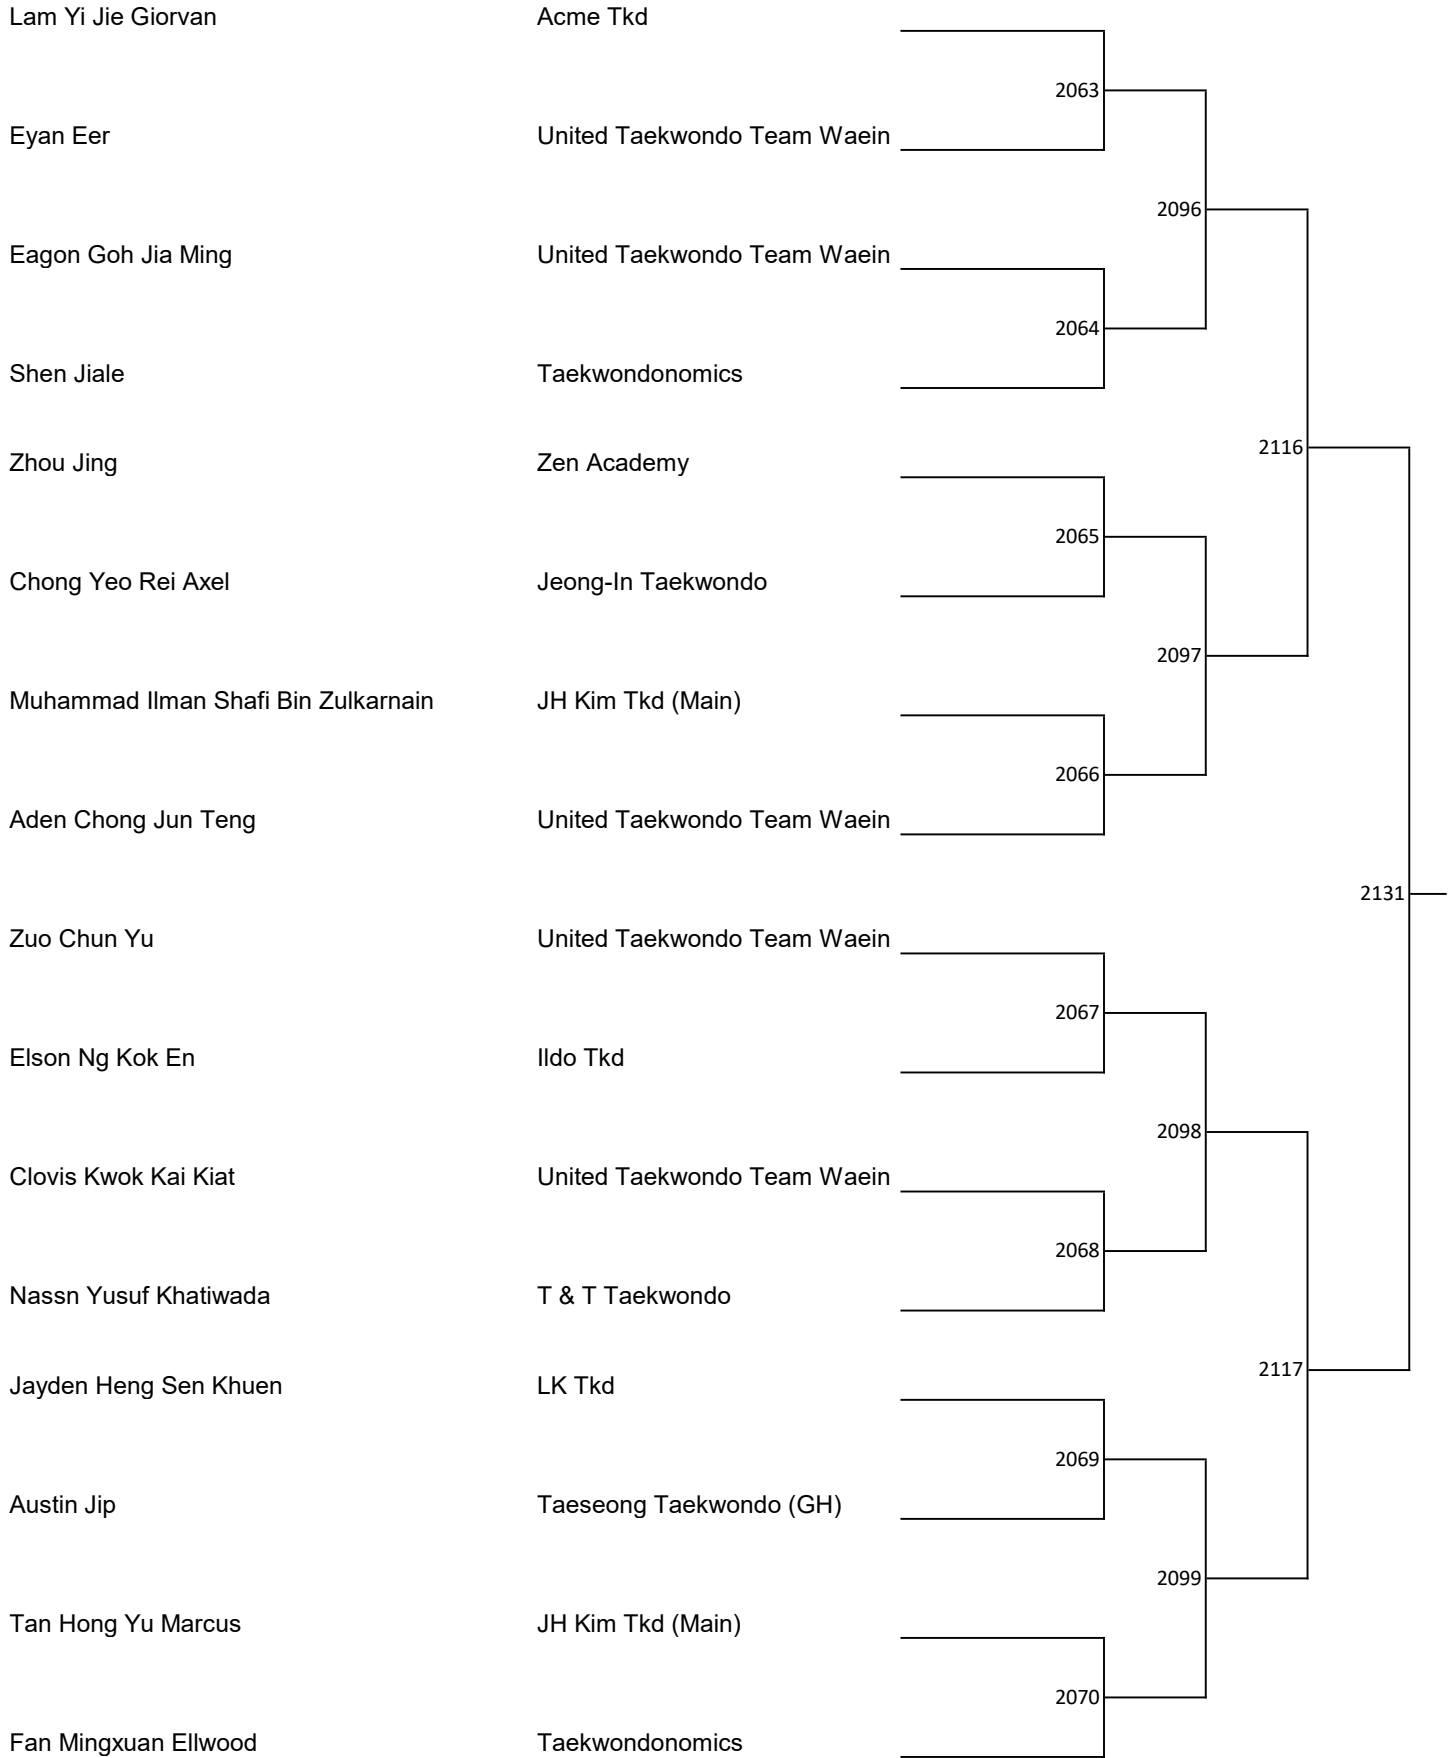 Lam Yi Jie Giorvan Acme Tkd
2063
Eyan Eer United Taekwondo Team Waein
2096
Eagon Goh Jia Ming United Taekwondo Team Waein
2064
Shen Jiale Taekwondonomics
2116
Zhou Jing Zen Academy
2065
Chong Yeo Rei Axel Jeong-In Taekwondo
2097
Muhammad Ilman Shafi Bin Zulkarnain JH Kim Tkd (Main)
2066
Aden Chong Jun Teng United Taekwondo Team Waein
2131
Zuo Chun Yu United Taekwondo Team Waein
2067
Elson Ng Kok En Ildo Tkd
2098
Clovis Kwok Kai Kiat United Taekwondo Team Waein
2068
Nassn Yusuf Khatiwada T & T Taekwondo
2117
Jayden Heng Sen Khuen LK Tkd
2069
Austin Jip Taeseong Taekwondo (GH)
2099
Tan Hong Yu Marcus JH Kim Tkd (Main)
2070
Fan Mingxuan Ellwood Taekwondonomics